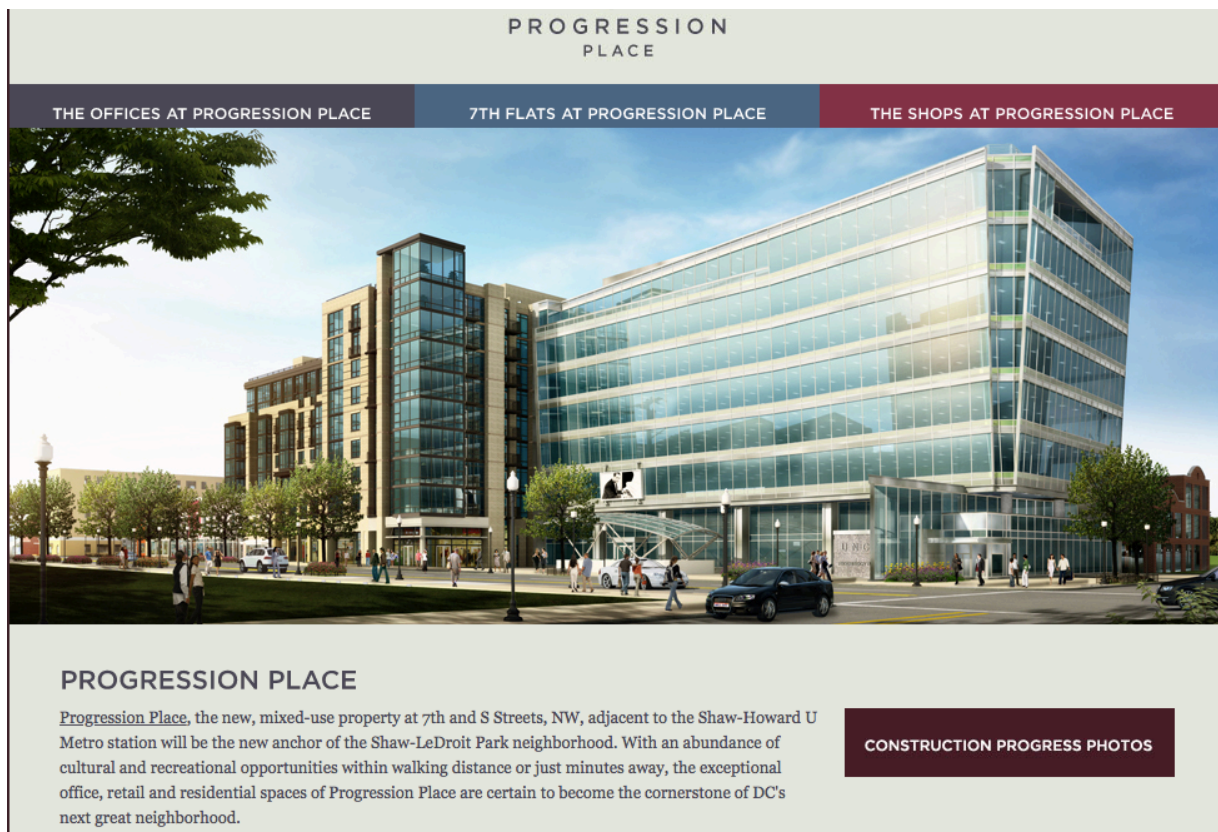 PROGRESSION
PLACE
THE OFFICES AT PROGRESSION PLACE
7TH FLATS AT PROGRESSION PLACE
THE SHOPS AT PROGRESSION PLACE
PROGRESSION PLACE
Progression Place, the new, mixed-use property at 7th and S Streets, NW, adjacent to the Shaw-Howard U
Metro station will be the new anchor of the Shaw-LeDroit Park neighborhood. With an abundance of
cultural and recreational opportunities within walking distance or just minutes away, the exceptional
office, retail and residential spaces of Progression Place are certain to become the cornerstone of DC's
next great neighborhood.
CONSTRUCTION PROGRESS PHOTOS